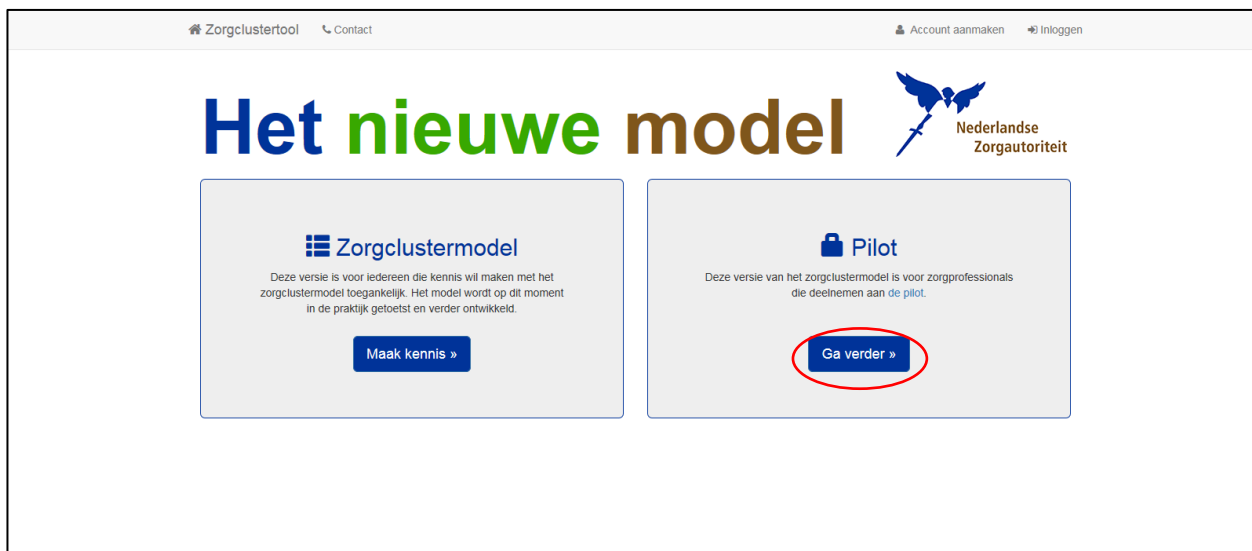 Zorgclustertool Contact Account aanmaken Inloggen
Het nieuwe model
Nederlandse
Zorgautoriteit
Zorgclustermodel
Deze versie is voor iedereen die kennis wil maken met het
zorgclustermodel toegankelijk. Het model wordt op dit moment
in de praktijk getoetst en verder ontwikkeld.
Maak kennis »
Pilot
Deze versie van het zorgclustermodel is voor zorgprofessionals
die deelnemen aan de pilot.
Ga verder »